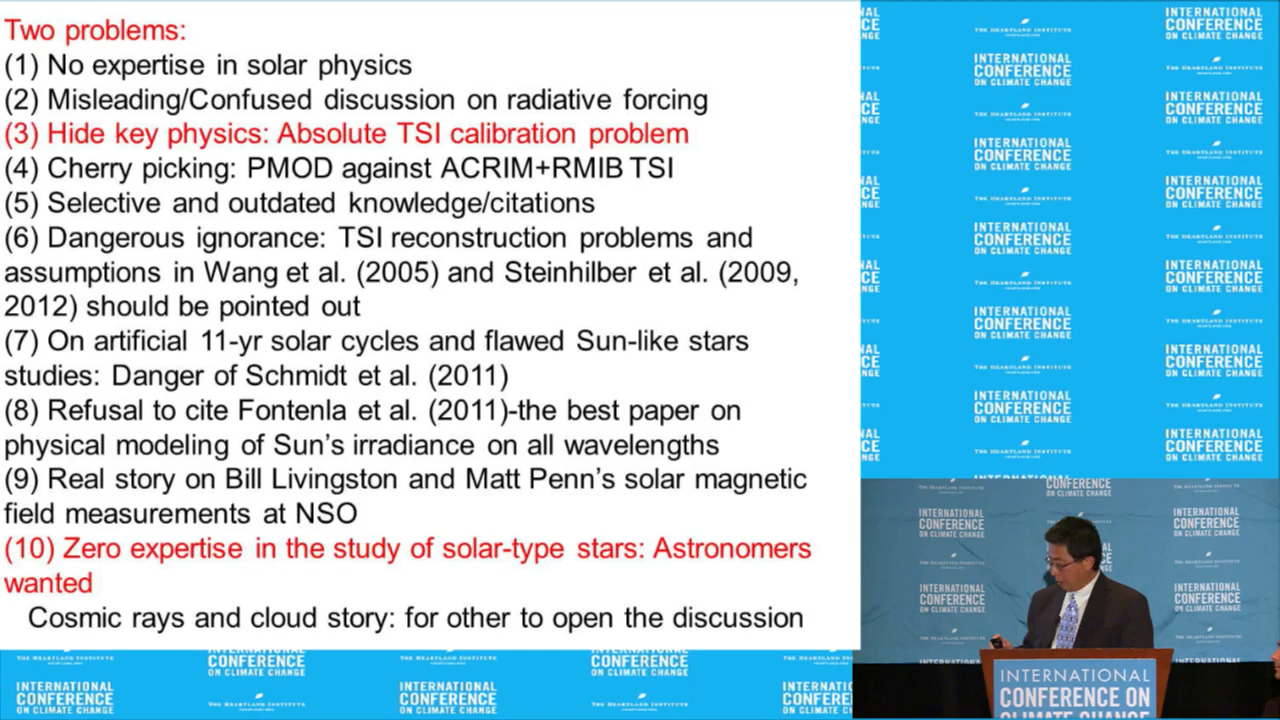 Two problems:
(1) No expertise in solar physics
(2) Misleading/Confused discussion on radiative forcing
(3) Hide key physics: Absolute TSI calibration problem
(4) Cherry picking: PMOD against ACRIM+RMIB TSI
(5) Selective and outdated knowledge/citations
(6) Dangerous ignorance: TSI reconstruction problems and
assumptions in Wang et al. (2005) and Steinhilber et al. (2009,
2012) should be pointed out
(7) On artificial 11-yr solar cycles and flawed Sun-like stars
studies: Danger of Schmidt et al. (2011)
(8) Refusal to cite Fontenla et al. (2011)-the best paper on
physical modeling of Sun's irradiance on all wavelengths
(9) Real story on Bill Livingston and Matt Penn's solar magnetic
field measurements at NSO
(10) Zero expertise in the study of solar-type stars: Astronomers
wanted
Cosmic rays and cloud story: for other to open the discussion
THE HEARTLAND INSTITUTE
INTERNATIONAL
CONFERENCE
ON CLIMATE CHANGE
INTERNATIONAL
CONFERENCE ON
CLIMATE CHANGE